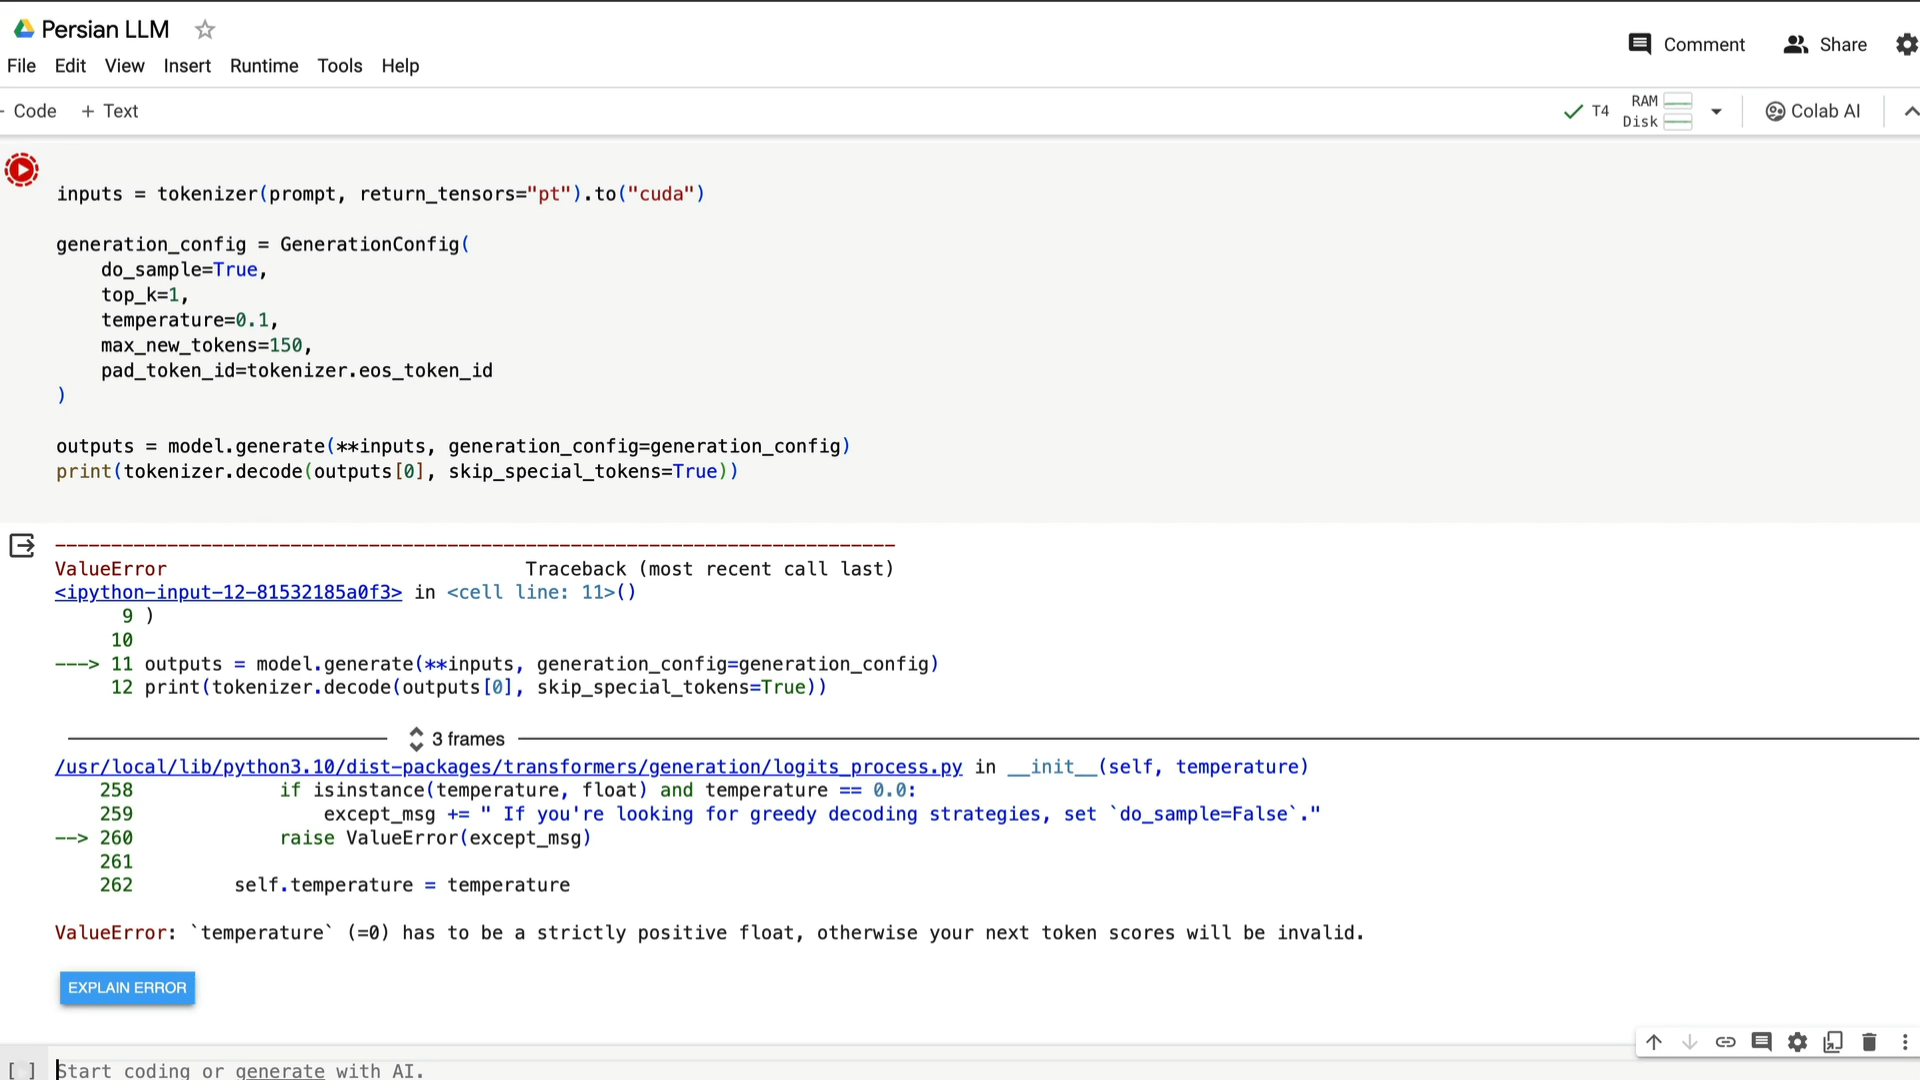 Persian LLM
Comment
Share
File Edit View Insert Runtime Tools Help
Code + Text
T4
RAM
Disk
Colab AI
inputs = tokenizer(prompt, return_tensors="pt").to("cuda")
generation_config = GenerationConfig(
    do_sample=True,
    top_k=1,
    temperature=0.1,
    max_new_tokens=150,
    pad_token_id=tokenizer.eos_token_id
)
outputs = model.generate(**inputs, generation_config=generation_config)
print(tokenizer.decode(outputs[0], skip_special_tokens=True))
---------------------------------------------------------------------------
ValueError                                Traceback (most recent call last)
<ipython-input-12-81532185a0f3> in <cell line: 11>()
      9 )
     10
---> 11 outputs = model.generate(**inputs, generation_config=generation_config)
     12 print(tokenizer.decode(outputs[0], skip_special_tokens=True))
3 frames
/usr/local/lib/python3.10/dist-packages/transformers/generation/logits_process.py in __init__(self, temperature)
    258             if isinstance(temperature, float) and temperature == 0.0:
    259                 except_msg += " If you're looking for greedy decoding strategies, set `do_sample=False`."
--> 260             raise ValueError(except_msg)
    261
    262         self.temperature = temperature
ValueError: `temperature` (=0) has to be a strictly positive float, otherwise your next token scores will be invalid.
EXPLAIN ERROR
[ ] Start coding or generate with AI.